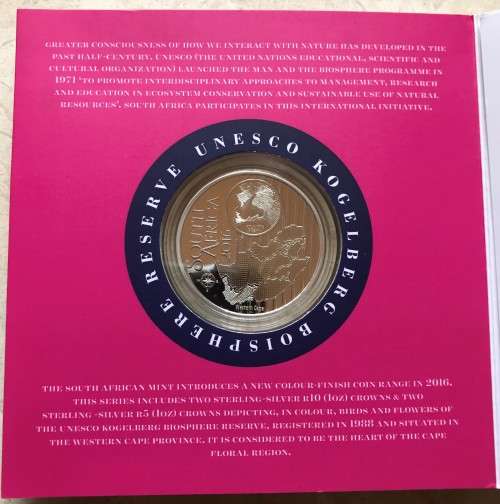 GREATER CONSCIOUSNESS OF HOW WE INTERACT WITH NATURE HAS DEVELOPED IN THE
PAST HALF-CENTURY. UNESCO (THE UNITED NATIONS EDUCATIONAL, SCIENTIFIC AND
CULTURAL ORGANIZATION) LAUNCHED THE MAN AND THE BIOSPHERE PROGRAMME IN
1971 'TO PROMOTE INTERDISCIPLINARY APPROACHES TO MANAGEMENT, RESEARCH
AND EDUCATION IN ECOSYSTEM CONSERVATION AND SUSTAINABLE USE OF NATURAL
RESOURCES'. SOUTH AFRICA PARTICIPATES IN THIS INTERNATIONAL INITIATIVE.
RESERVE UNESCO KOGELBERG BOISPHERE
SOUTH
AFRICA
2016
Western Cape
THE SOUTH AFRICAN MINT INTRODUCES A NEW COLOUR-FINISH COIN RANGE IN 2016.
THIS SERIES INCLUDES TWO STERLING-SILVER R10 (1OZ) CROWNS & TWO
STERLING -SILVER R5 (1OZ) CROWNS DEPICTING, IN COLOUR, BIRDS AND FLOWERS OF
THE UNESCO KOGELBERG BIOSPHERE RESERVE, REGISTERED IN 1988 AND SITUATED IN
THE WESTERN CAPE PROVINCE. IT IS CONSIDERED TO BE THE HEART OF THE CAPE
FLORAL REGION.